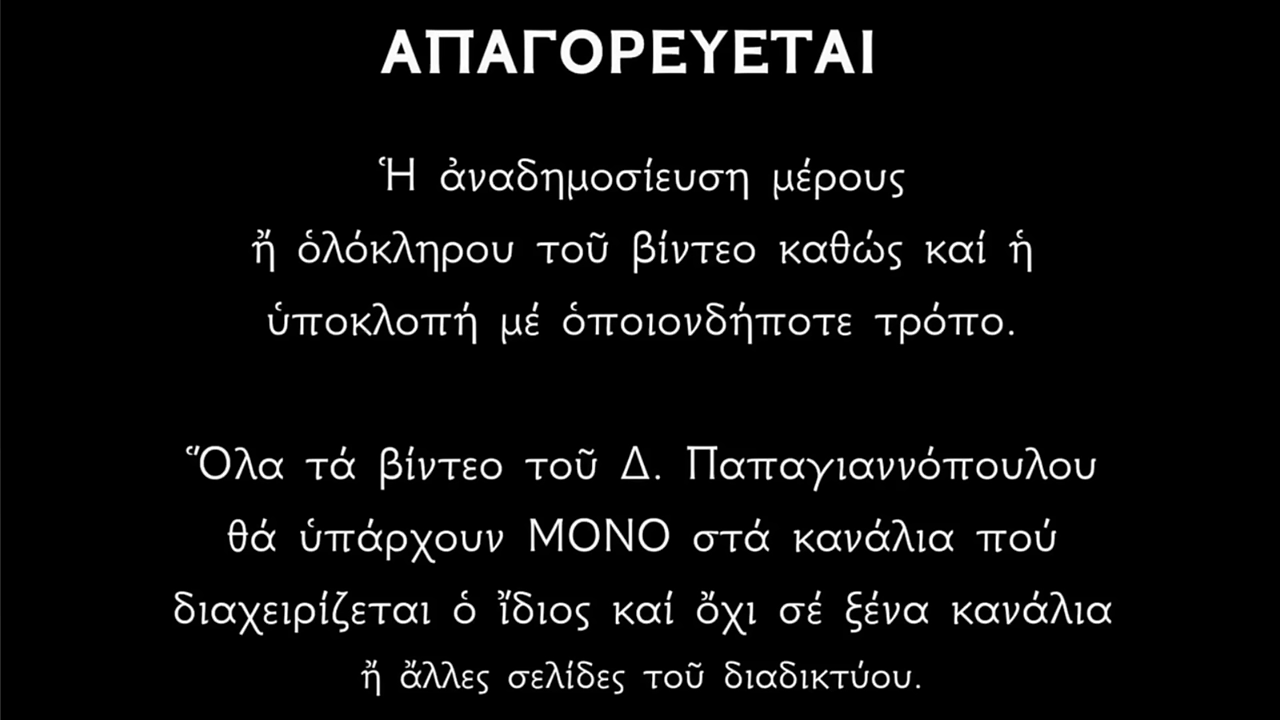 ΑΠΑΓΟΡΕΥΕΤΑΙ
Ἡ ἀναδημοσίευση μέρους
ἤ ὁλόκληρου τοῦ βίντεο καθώς καί ἡ
ὑποκλοπή μέ ὁποιονδήποτε τρόπο.
Ὅλα τά βίντεο τοῦ Δ. Παπαγιαννόπουλου
θά ὑπάρχουν ΜΟΝΟ στά κανάλια πού
διαχειρίζεται ὁ ἴδιος καί ὄχι σέ ξένα κανάλια
ἤ ἄλλες σελίδες τοῦ διαδικτύου.